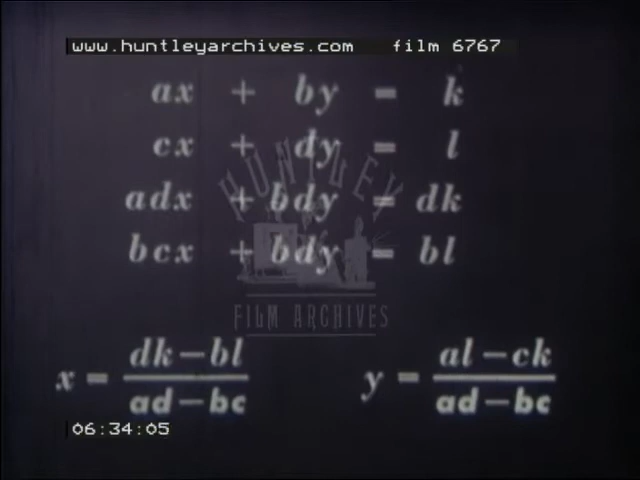 www.huntleyarchives.com film 6767
ax + by = k
cx + dy = l
adx + bdy = dk
bcx + bdy = bl
HUNTLEY
FILM ARCHIVES
x = dk – bl / ad – bc
y = al – ck / ad – bc
06:34:05